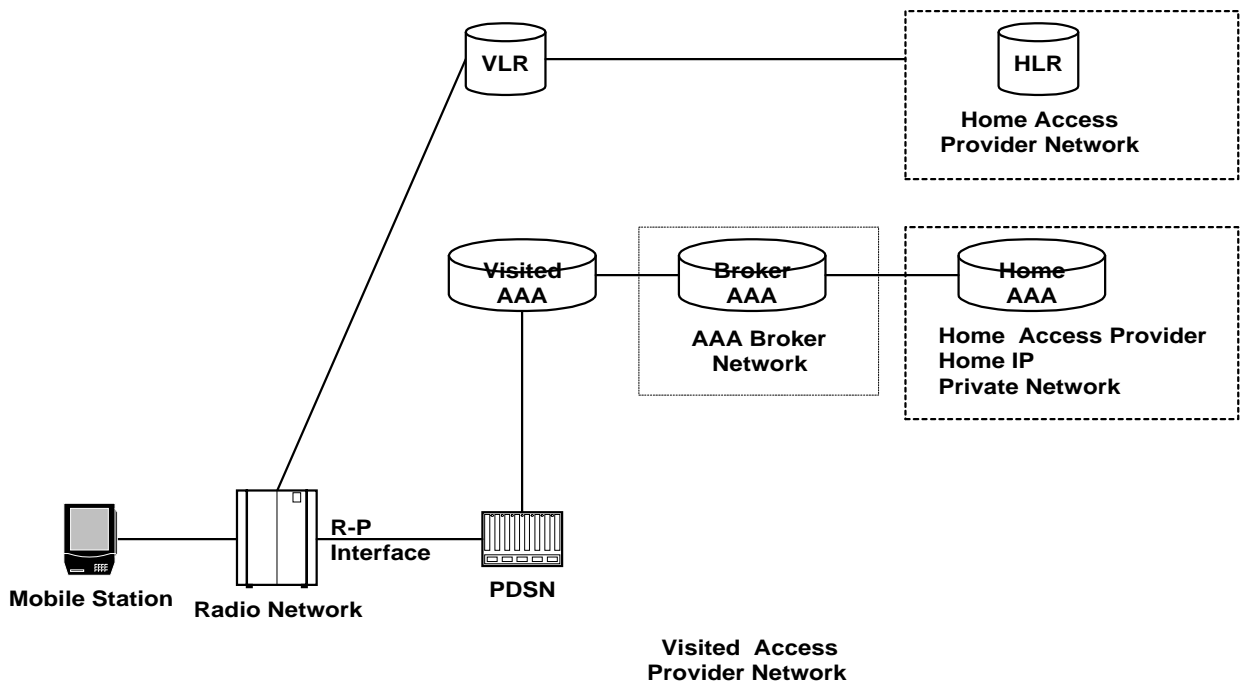 VLR
HLR
Home Access
Provider Network
Visited
AAA
Broker
AAA
Home
AAA
AAA Broker
Network
Home Access Provider
Home IP
Private Network
R-P
Interface
Mobile Station
Radio Network
PDSN
Visited Access
Provider Network